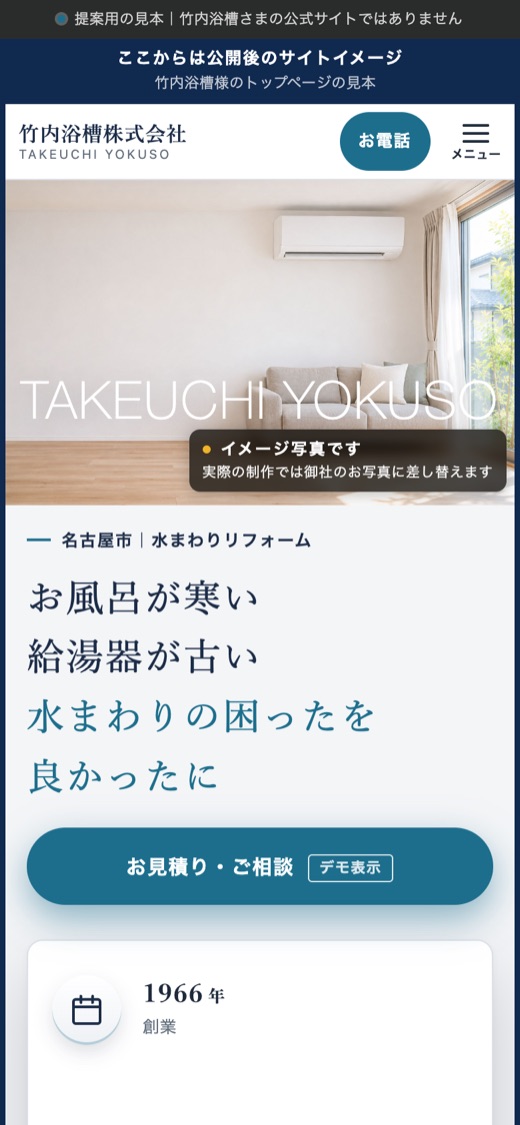 提案用の見本｜竹内浴槽さまの公式サイトではありません
ここからは公開後のサイトイメージ
竹内浴槽様のトップページの見本
竹内浴槽株式会社
TAKEUCHI YOKUSO
お電話
メニュー
TAKEUCHI YOKUSO
イメージ写真です
実際の制作では御社のお写真に差し替えます
名古屋市｜水まわりリフォーム
お風呂が寒い
給湯器が古い
水まわりの困ったを
良かったに
お見積り・ご相談 デモ表示
1966年
創業